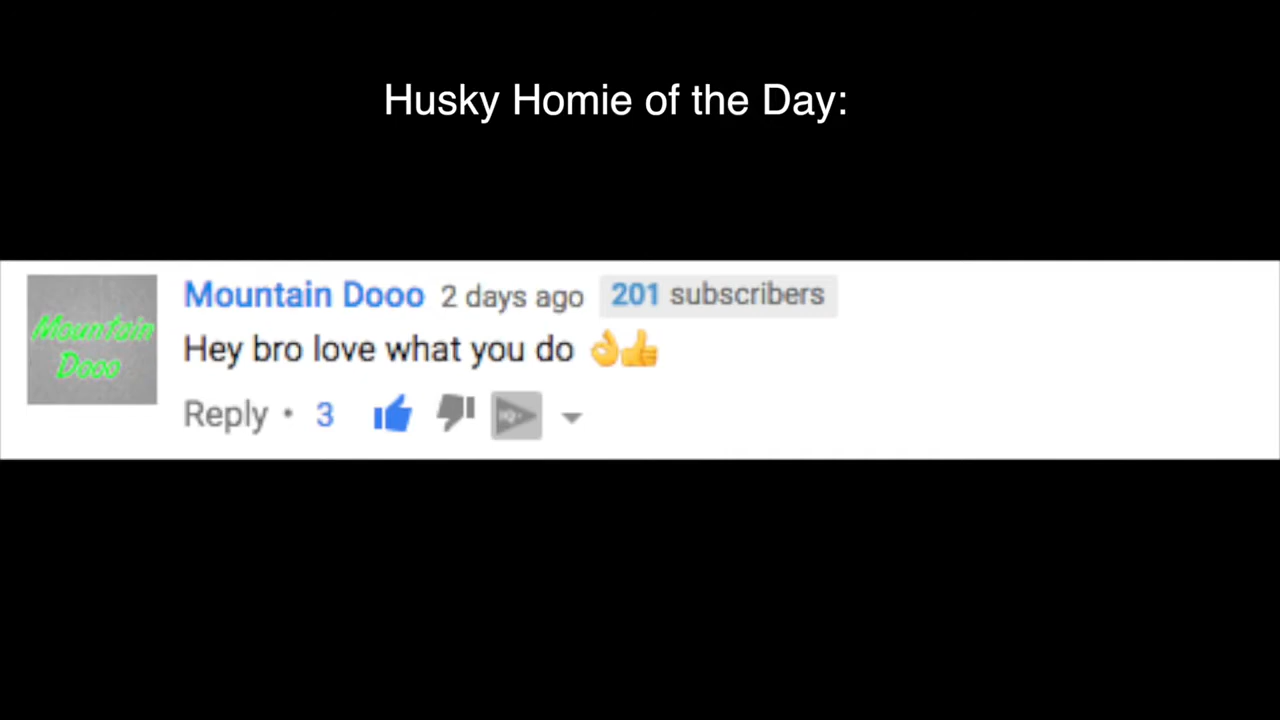 Husky Homie of the Day:
Mountain Dooo
Mountain Dooo 2 days ago 201 subscribers
Hey bro love what you do 👌👍
Reply • 3